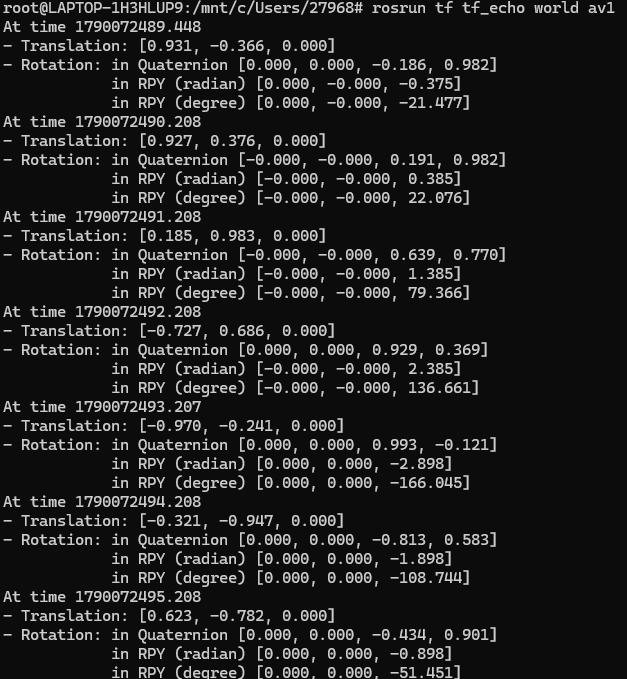 root@LAPTOP-1H3HLUP9:/mnt/c/Users/27968# rosrun tf tf_echo world av1
At time 1790072489.448
- Translation: [0.931, -0.366, 0.000]
- Rotation: in Quaternion [0.000, 0.000, -0.186, 0.982]
            in RPY (radian) [0.000, -0.000, -0.375]
            in RPY (degree) [0.000, -0.000, -21.477]
At time 1790072490.208
- Translation: [0.927, 0.376, 0.000]
- Rotation: in Quaternion [-0.000, -0.000, 0.191, 0.982]
            in RPY (radian) [-0.000, -0.000, 0.385]
            in RPY (degree) [-0.000, -0.000, 22.076]
At time 1790072491.208
- Translation: [0.185, 0.983, 0.000]
- Rotation: in Quaternion [-0.000, -0.000, 0.639, 0.770]
            in RPY (radian) [-0.000, -0.000, 1.385]
            in RPY (degree) [-0.000, -0.000, 79.366]
At time 1790072492.208
- Translation: [-0.727, 0.686, 0.000]
- Rotation: in Quaternion [0.000, 0.000, 0.929, 0.369]
            in RPY (radian) [-0.000, -0.000, 2.385]
            in RPY (degree) [-0.000, -0.000, 136.661]
At time 1790072493.207
- Translation: [-0.970, -0.241, 0.000]
- Rotation: in Quaternion [0.000, 0.000, 0.993, -0.121]
            in RPY (radian) [0.000, 0.000, -2.898]
            in RPY (degree) [0.000, 0.000, -166.045]
At time 1790072494.208
- Translation: [-0.321, -0.947, 0.000]
- Rotation: in Quaternion [0.000, 0.000, -0.813, 0.583]
            in RPY (radian) [0.000, 0.000, -1.898]
            in RPY (degree) [0.000, 0.000, -108.744]
At time 1790072495.208
- Translation: [0.623, -0.782, 0.000]
- Rotation: in Quaternion [0.000, 0.000, -0.434, 0.901]
            in RPY (radian) [0.000, 0.000, -0.898]
            in RPY (degree) [0.000, 0.000, -51.451]